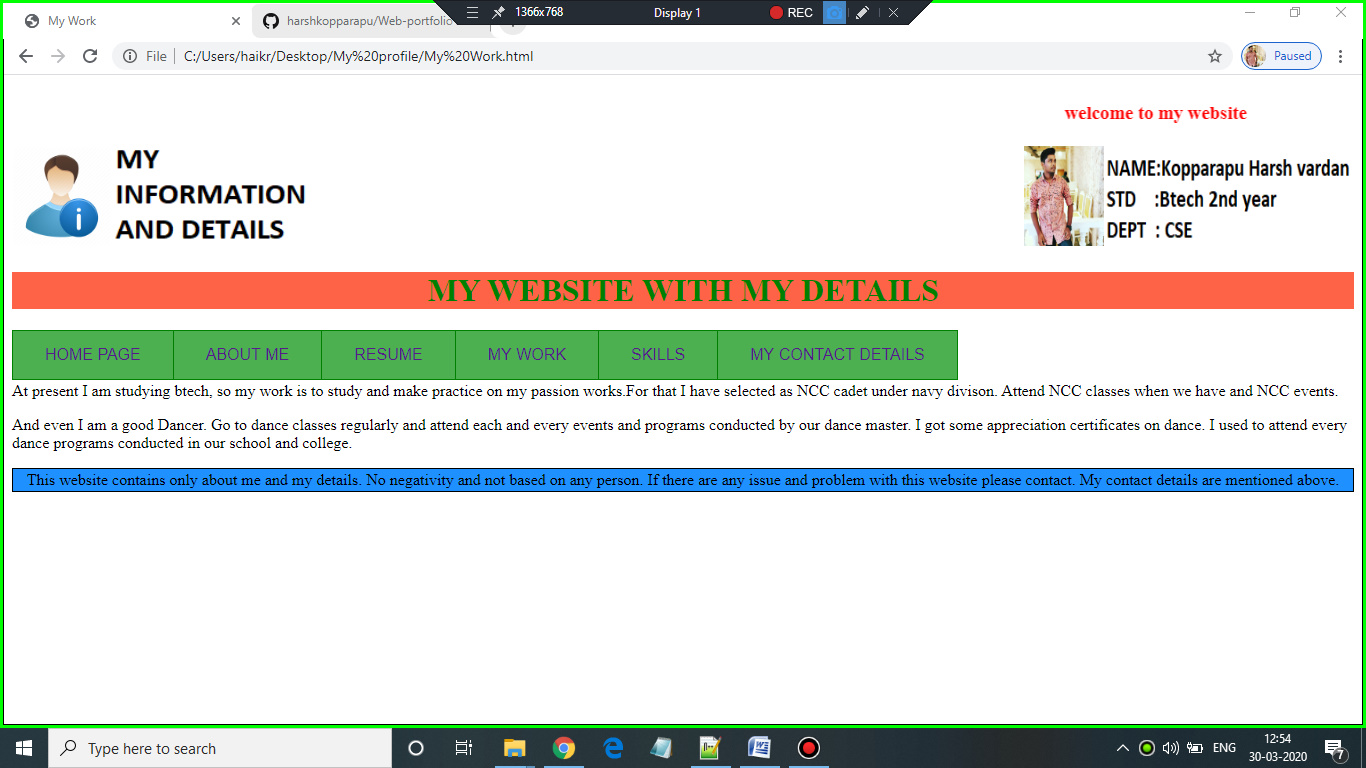 1366x768
Display 1
REC
My Work
harshkopparapu/Web-portfolio
File
C:/Users/haikr/Desktop/My%20profile/My%20Work.html
Paused
welcome to my website
MY
INFORMATION
AND DETAILS
NAME:Kopparapu Harsh vardan
STD :Btech 2nd year
DEPT : CSE
MY WEBSITE WITH MY DETAILS
HOME PAGE ABOUT ME RESUME MY WORK SKILLS MY CONTACT DETAILS
At present I am studying btech, so my work is to study and make practice on my passion works.For that I have selected as NCC cadet under navy divison. Attend NCC classes when we have and NCC events.
And even I am a good Dancer. Go to dance classes regularly and attend each and every events and programs conducted by our dance master. I got some appreciation certificates on dance. I used to attend every
dance programs conducted in our school and college.
This website contains only about me and my details. No negativity and not based on any person. If there are any issue and problem with this website please contact. My contact details are mentioned above.
Type here to search
ENG
12:54
30-03-2020
7